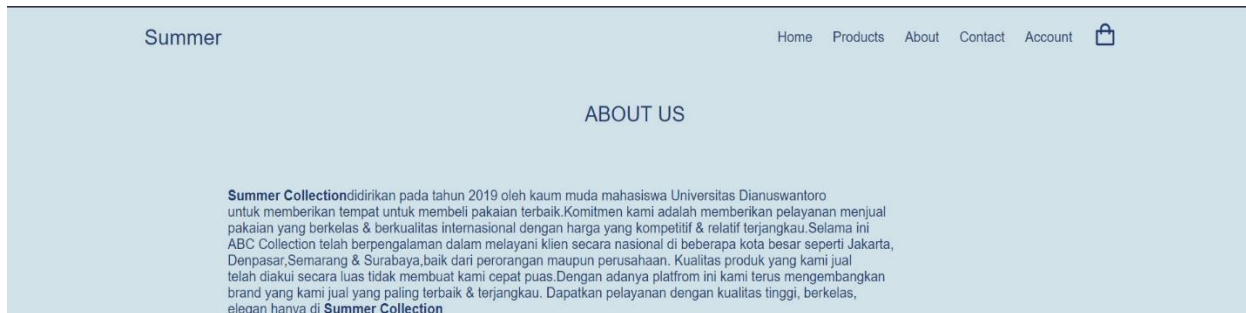 Summer
Home Products About Contact Account
ABOUT US
Summer Collectiondidirikan pada tahun 2019 oleh kaum muda mahasiswa Universitas Dianuswantoro
untuk memberikan tempat untuk membeli pakaian terbaik.Komitmen kami adalah memberikan pelayanan menjual
pakaian yang berkelas & berkualitas internasional dengan harga yang kompetitif & relatif terjangkau.Selama ini
ABC Collection telah berpengalaman dalam melayani klien secara nasional di beberapa kota besar seperti Jakarta,
Denpasar,Semarang & Surabaya,baik dari perorangan maupun perusahaan. Kualitas produk yang kami jual
telah diakui secara luas tidak membuat kami cepat puas.Dengan adanya platfrom ini kami terus mengembangkan
brand yang kami jual yang paling terbaik & terjangkau. Dapatkan pelayanan dengan kualitas tinggi, berkelas,
elegan hanya di Summer Collection